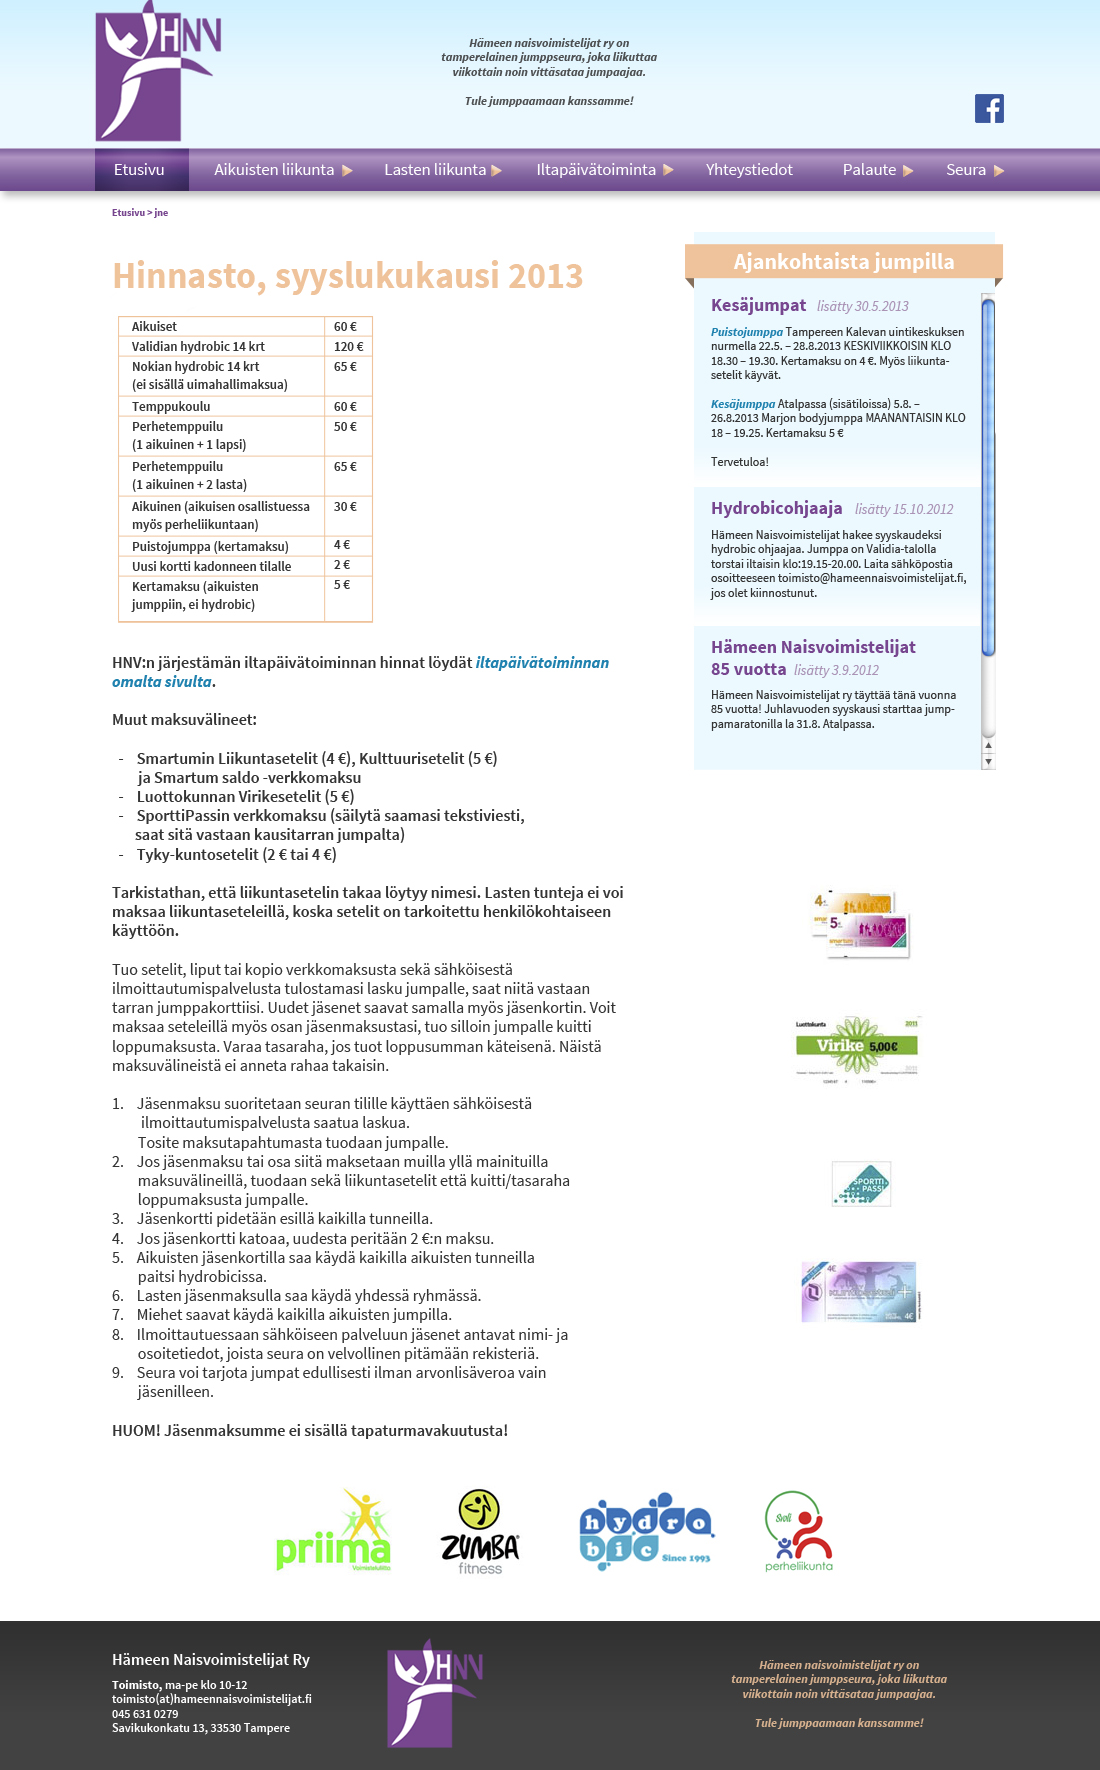 HNN
Hämeen naisvoimistelijat ry on
tamperelainen jumppseura, joka liikuttaa
viikottain noin vittäsataa jumpaajaa.
Tule jumppaamaan kanssamme!
Etusivu
Aikuisten liikunta
Lasten liikunta
Iltapäivätoiminta
Yhteystiedot
Palaute
Seura
Etusivu > jne
Hinnasto, syyslukukausi 2013
Aikuiset 60 €
Validian hydrobic 14 krt 120 €
Nokian hydrobic 14 krt 65 €
(ei sisällä uimahallimaksua)
Temppukoulu 60 €
Perhetemppuilu 50 €
(1 aikuinen + 1 lapsi)
Perhetemppuilu 65 €
(1 aikuinen + 2 lasta)
Aikuinen (aikuisen osallistuessa 30 €
myös perheliikuntaan)
Puistojumppa (kertamaksu) 4 €
Uusi kortti kadonneen tilalle 2 €
Kertamaksu (aikuisten 5 €
jumppiin, ei hydrobic)
HNV:n järjestämän iltapäivätoiminnan hinnat löydät iltapäivätoiminnan
omalta sivulta.
Muut maksuvälineet:
- Smartumin Liikuntasetelit (4 €), Kulttuurisetelit (5 €)
ja Smartum saldo -verkkomaksu
- Luottokunnan Virikesetelit (5 €)
- SporttiPassin verkkomaksu (säilytä saamasi tekstiviesti,
saat sitä vastaan kausitarran jumpalta)
- Tyky-kuntosetelit (2 € tai 4 €)
Tarkistathan, että liikuntasetelin takaa löytyy nimesi. Lasten tunteja ei voi
maksaa liikuntaseteleillä, koska setelit on tarkoitettu henkilökohtaiseen
käyttöön.
Tuo setelit, liput tai kopio verkkomaksusta sekä sähköisestä
ilmoittautumispalvelusta tulostamasi lasku jumpalle, saat niitä vastaan
tarran jumppakorttiisi. Uudet jäsenet saavat samalla myös jäsenkortin. Voit
maksaa seteleillä myös osan jäsenmaksustasi, tuo silloin jumpalle kuitti
loppumaksusta. Varaa tasaraha, jos tuot loppusumman käteisenä. Näistä
maksuvälineistä ei anneta rahaa takaisin.
1. Jäsenmaksu suoritetaan seuran tilille käyttäen sähköisestä
ilmoittautumispalvelusta saatua laskua.
Tosite maksutapahtumasta tuodaan jumpalle.
2. Jos jäsenmaksu tai osa siitä maksetaan muilla yllä mainituilla
maksuvälineillä, tuodaan sekä liikuntasetelit että kuitti/tasaraha
loppumaksusta jumpalle.
3. Jäsenkortti pidetään esillä kaikilla tunneilla.
4. Jos jäsenkortti katoaa, uudesta peritään 2 €:n maksu.
5. Aikuisten jäsenkortilla saa käydä kaikilla aikuisten tunneilla
paitsi hydrobicissa.
6. Lasten jäsenmaksulla saa käydä yhdessä ryhmässä.
7. Miehet saavat käydä kaikilla aikuisten jumpilla.
8. Ilmoittautuessaan sähköiseen palveluun jäsenet antavat nimi- ja
osoitetiedot, joista seura on velvollinen pitämään rekisteriä.
9. Seura voi tarjota jumpat edullisesti ilman arvonlisäveroa vain
jäsenilleen.
HUOM! Jäsenmaksumme ei sisällä tapaturmavakuutusta!
Ajankohtaista jumpilla
Kesäjumpat lisätty 30.5.2013
Puistojumppa Tampereen Kalevan uintikeskuksen
nurmella 22.5. – 28.8.2013 KESKIVIIKKOISIN KLO
18.30 – 19.30. Kertamaksu on 4 €. Myös liikunta-
setelit käyvät.
Kesäjumppa Atalpassa (sisätiloissa) 5.8. –
26.8.2013 Marjon bodyjumppa MAANANTAISIN KLO
18 – 19.25. Kertamaksu 5 €
Tervetuloa!
Hydrobicohjaaja lisätty 15.10.2012
Hämeen Naisvoimistelijat hakee syyskaudeksi
hydrobic ohjaajaa. Jumppa on Validia-talolla
torstai iltaisin klo:19.15-20.00. Laita sähköpostia
osoitteeseen toimisto@hameennaisvoimistelijat.fi,
jos olet kiinnostunut.
Hämeen Naisvoimistelijat
85 vuotta lisätty 3.9.2012
Hämeen Naisvoimistelijat ry täyttää tänä vuonna
85 vuotta! Juhlavuoden syyskausi starttaa jump-
pamaratonilla la 31.8. Atalpassa.
4€
5€
smartum
Luottokunta 2011
Virike 5,00€
SPORTTI
PASSI
4€
kuntoseteli+
4€
priima
Voimisteluliitto
ZUMBA
fitness
hydro
bic
Since 1993
Svoli
perheliikunta
Hämeen Naisvoimistelijat Ry
Toimisto, ma-pe klo 10-12
toimisto(at)hameennaisvoimistelijat.fi
045 631 0279
Savikukonkatu 13, 33530 Tampere
HNN
Hämeen naisvoimistelijat ry on
tamperelainen jumppseura, joka liikuttaa
viikottain noin vittäsataa jumpaajaa.
Tule jumppaamaan kanssamme!